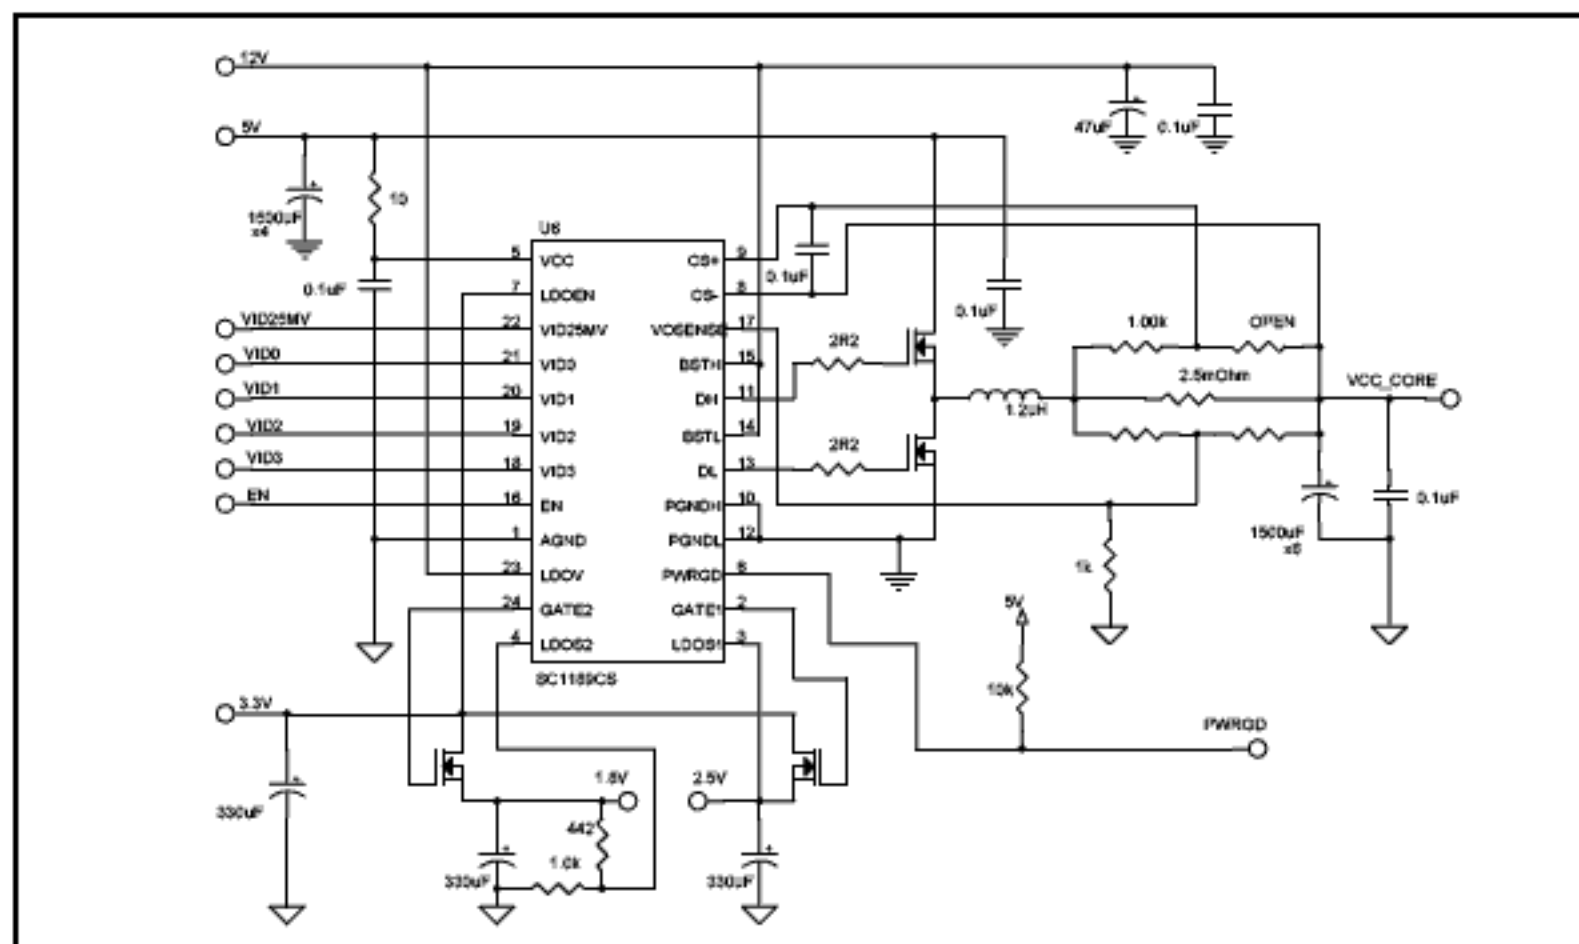 12V
5V
47uF
0.1uF
10
1500uF
x4
U6
5
VCC
CS+
9
0.1uF
0.1uF
7
LDOEN
CS-
8
0.1uF
VID25MV
22
VID25MV
VOSENSE
17
2R2
1.00k
OPEN
VID0
21
VID0
BSTH
15
2.5mOhm
VCC_CORE
VID1
20
VID1
DH
11
1.2uH
VID2
19
VID2
BSTL
14
2R2
VID3
18
VID3
DL
13
EN
16
EN
PGNDH
10
0.1uF
1
AGND
PGNDL
12
1500uF
x6
23
LDOV
PWRGD
6
1k
24
GATE2
GATE1
2
5V
4
LDOS2
LDOS1
3
SC1189CS
10k
3.3V
PWRGD
1.8V
2.5V
330uF
442
1.0k
330uF
330uF